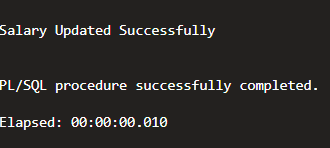 Salary Updated Successfully
PL/SQL procedure successfully completed.
Elapsed: 00:00:00.010